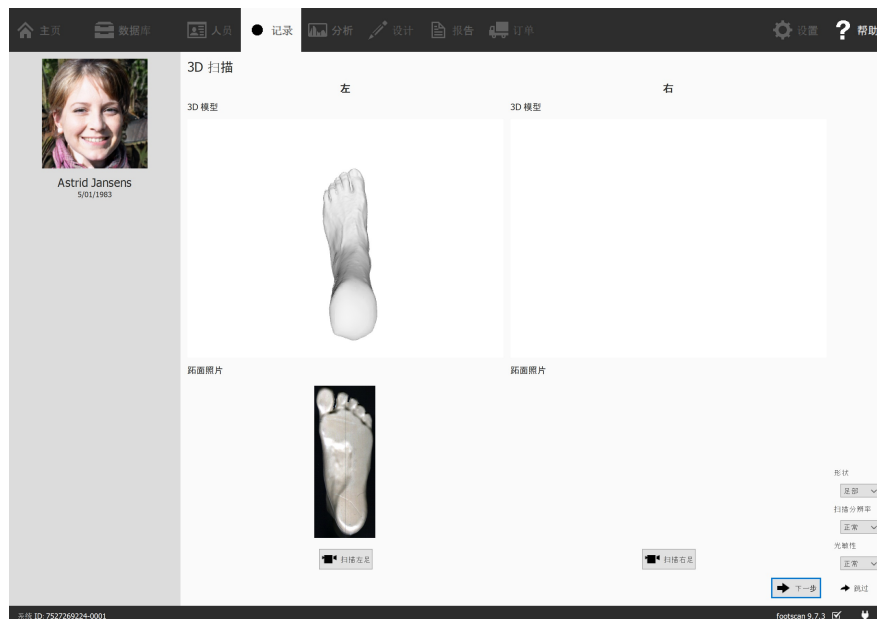 主页
数据库
人员
记录
分析
设计
报告
订单
设置
帮助
Astrid Jansens
5/01/1983
3D 扫描
左
右
3D 模型
3D 模型
跖面照片
跖面照片
扫描左足
扫描右足
形状
足部
扫描分辨率
正常
光敏性
正常
下一步
跳过
系统 ID: 7527269224-0001
footscan 9.7.3